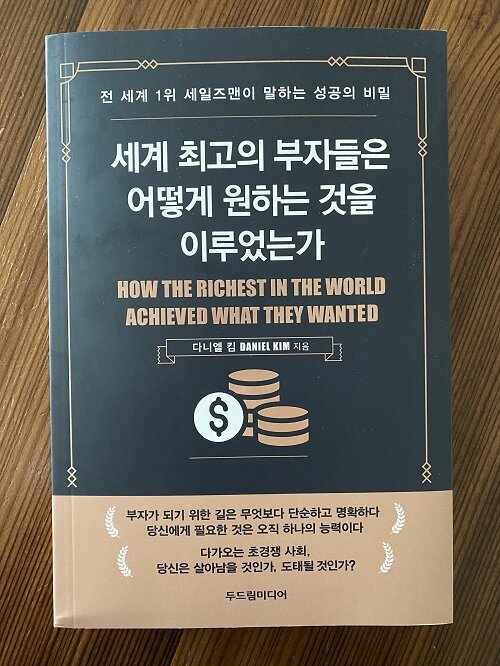 전 세계 1위 세일즈맨이 말하는 성공의 비밀
세계 최고의 부자들은
어떻게 원하는 것을
이루었는가
HOW THE RICHEST IN THE WORLD
ACHIEVED WHAT THEY WANTED
다니엘 킴 DANIEL KIM 지음
$
부자가 되기 위한 길은 무엇보다 단순하고 명확하다
당신에게 필요한 것은 오직 하나의 능력이다
다가오는 초경쟁 사회,
당신은 살아남을 것인가, 도태될 것인가?
두드림미디어